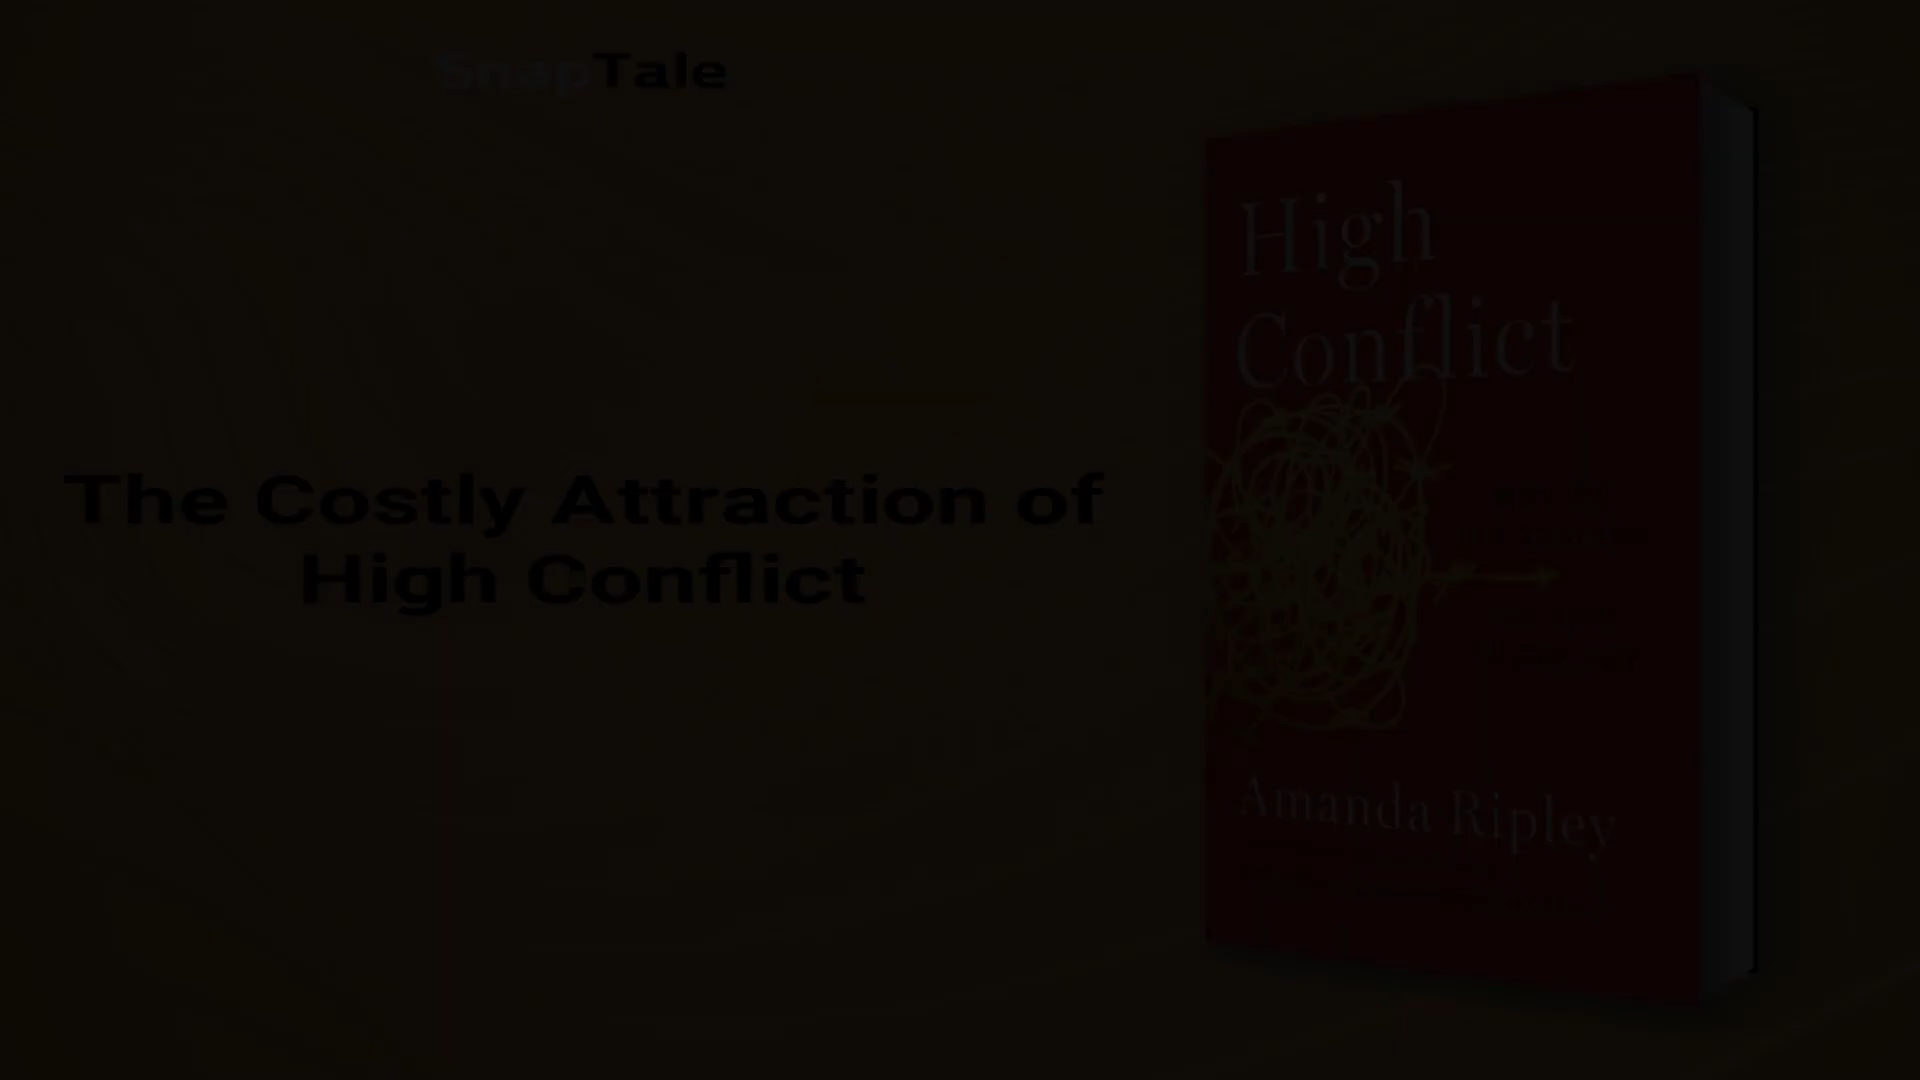 SnapTale
The Costly Attraction of
High Conflict
High
Conflict
Amanda Ripley